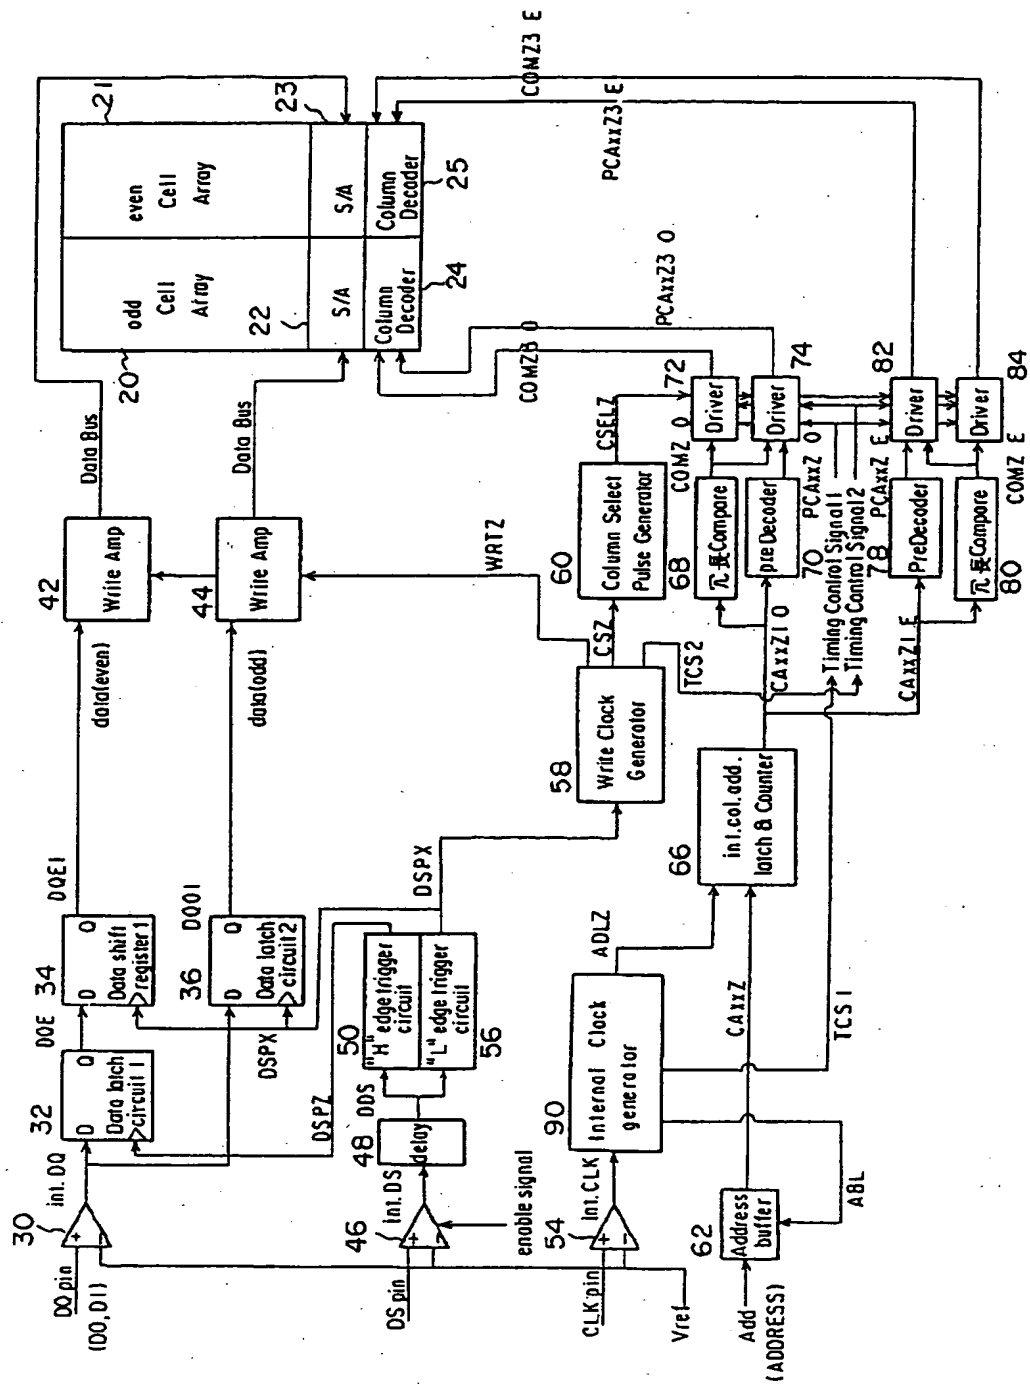 DQ pin
(D0,D1)
30
int.DQ
32
D
Q
Data latch
circuit 1
DQE
34
D
Q
Data shift
register 1
DQE1
data(even)
42
Write Amp
Data Bus
36
D
Q
Data latch
circuit 2
DSPX
DQO1
data(odd)
44
Write Amp
Data Bus
20
odd
Cell
Array
22
S/A
Column
Decoder
24
even
Cell
Array
21
23
S/A
Column
Decoder
25
DS pin
46
int.DS
enable signal
48
delay
DDS
DSPZ
50
"H" edge trigger
circuit
"L" edge trigger
circuit
56
DSPX
58
Write Clock
Generator
WRTZ
CSZ
TCS2
60
Column Select
Pulse Generator
CSELZ
CLK pin
54
int.CLK
Vref
90
Internal Clock
generator
ADLZ
TCS1
ABL
Add
(ADDRESS)
62
Address
buffer
CAxxZ
66
int.col.add.
latch & Counter
CAxxZ1 O
CAxxZ1 E
68
冗長Compare
COMZ O
72
Driver
COMZ3 O
preDecoder
70
PCAxxZ O
Driver
74
PCAxxZ3 O
Timing Control Signal 1
Timing Control Signal 2
78
PreDecoder
PCAxxZ E
82
Driver
PCAxxZ3 E
冗長Compare
80
COMZ E
Driver
84
COMZ3 E